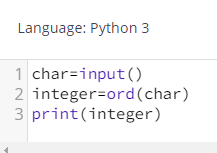 Language: Python 3
1 char=input()
2 integer=ord(char)
3 print(integer)